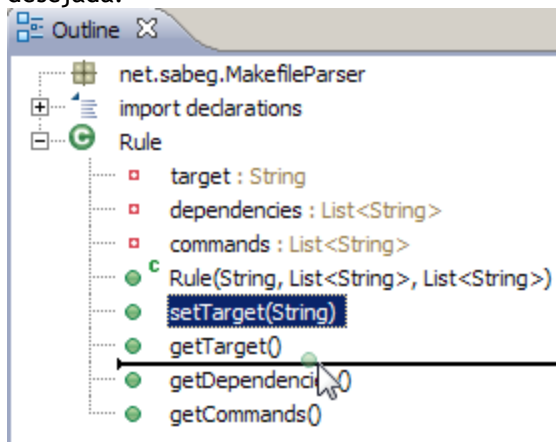 desejada.
Outline
net.sabeg.MakefileParser
import declarations
Rule
target : String
dependencies : List<String>
commands : List<String>
C Rule(String, List<String>, List<String>)
setTarget(String)
getTarget()
getDependencies()
getCommands()